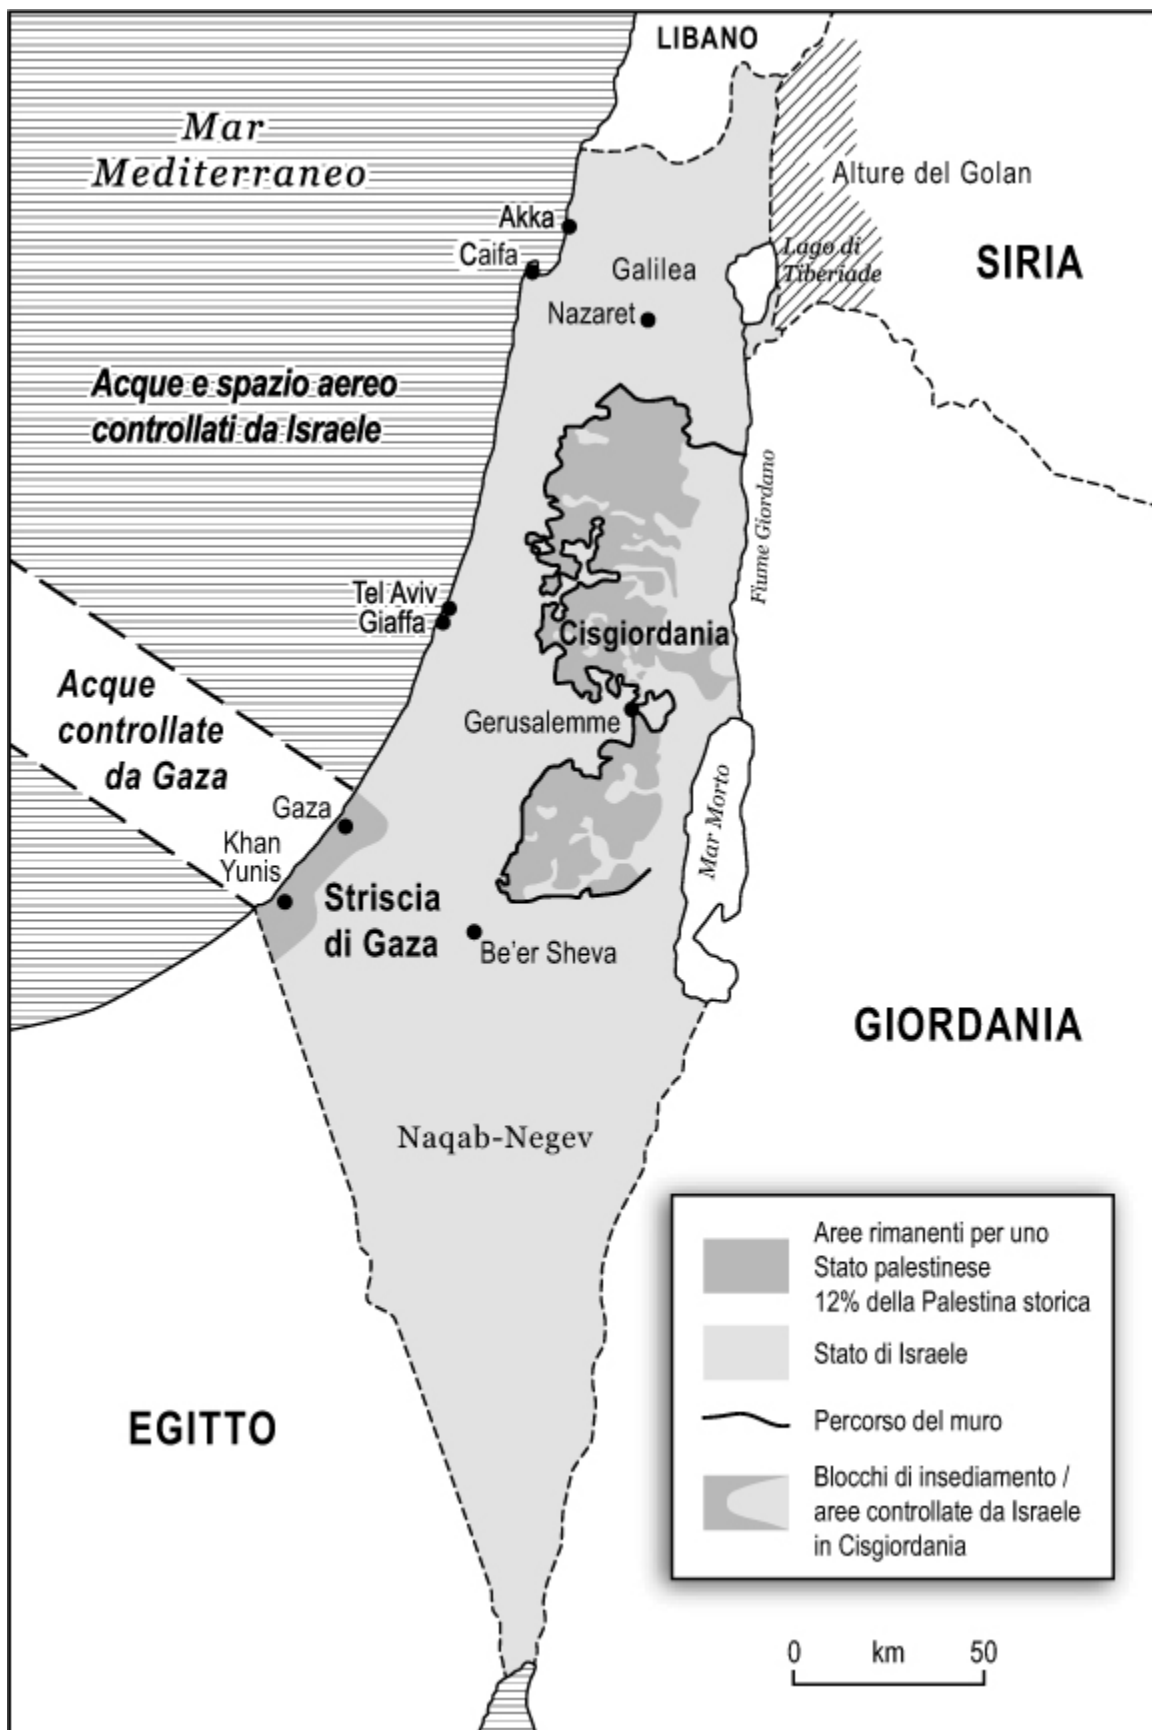 LIBANO
Mar
Mediterraneo
Alture del Golan
Akka
Caifa
Galilea
Lago di
Tiberiade
SIRIA
Nazaret
Acque e spazio aereo
controllati da Israele
Fiume Giordano
Tel Aviv
Giaffa
Cisgiordania
Acque
controllate
da Gaza
Gerusalemme
Mar Morto
Gaza
Khan
Yunis
Striscia
di Gaza
Be’er Sheva
GIORDANIA
Naqab-Negev
EGITTO
Aree rimanenti per uno
Stato palestinese
12% della Palestina storica
Stato di Israele
Percorso del muro
Blocchi di insediamento /
aree controllate da Israele
in Cisgiordania
0 km 50